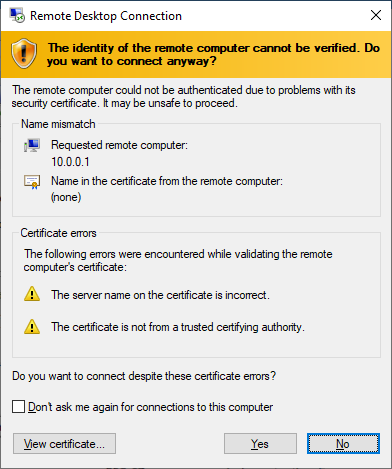 Remote Desktop Connection
The identity of the remote computer cannot be verified. Do
you want to connect anyway?
The remote computer could not be authenticated due to problems with its
security certificate. It may be unsafe to proceed.
Name mismatch
Requested remote computer:
10.0.0.1
Name in the certificate from the remote computer:
(none)
Certificate errors
The following errors were encountered while validating the remote
computer's certificate:
The server name on the certificate is incorrect.
The certificate is not from a trusted certifying authority.
Do you want to connect despite these certificate errors?
Don't ask me again for connections to this computer
View certificate...
Yes
No